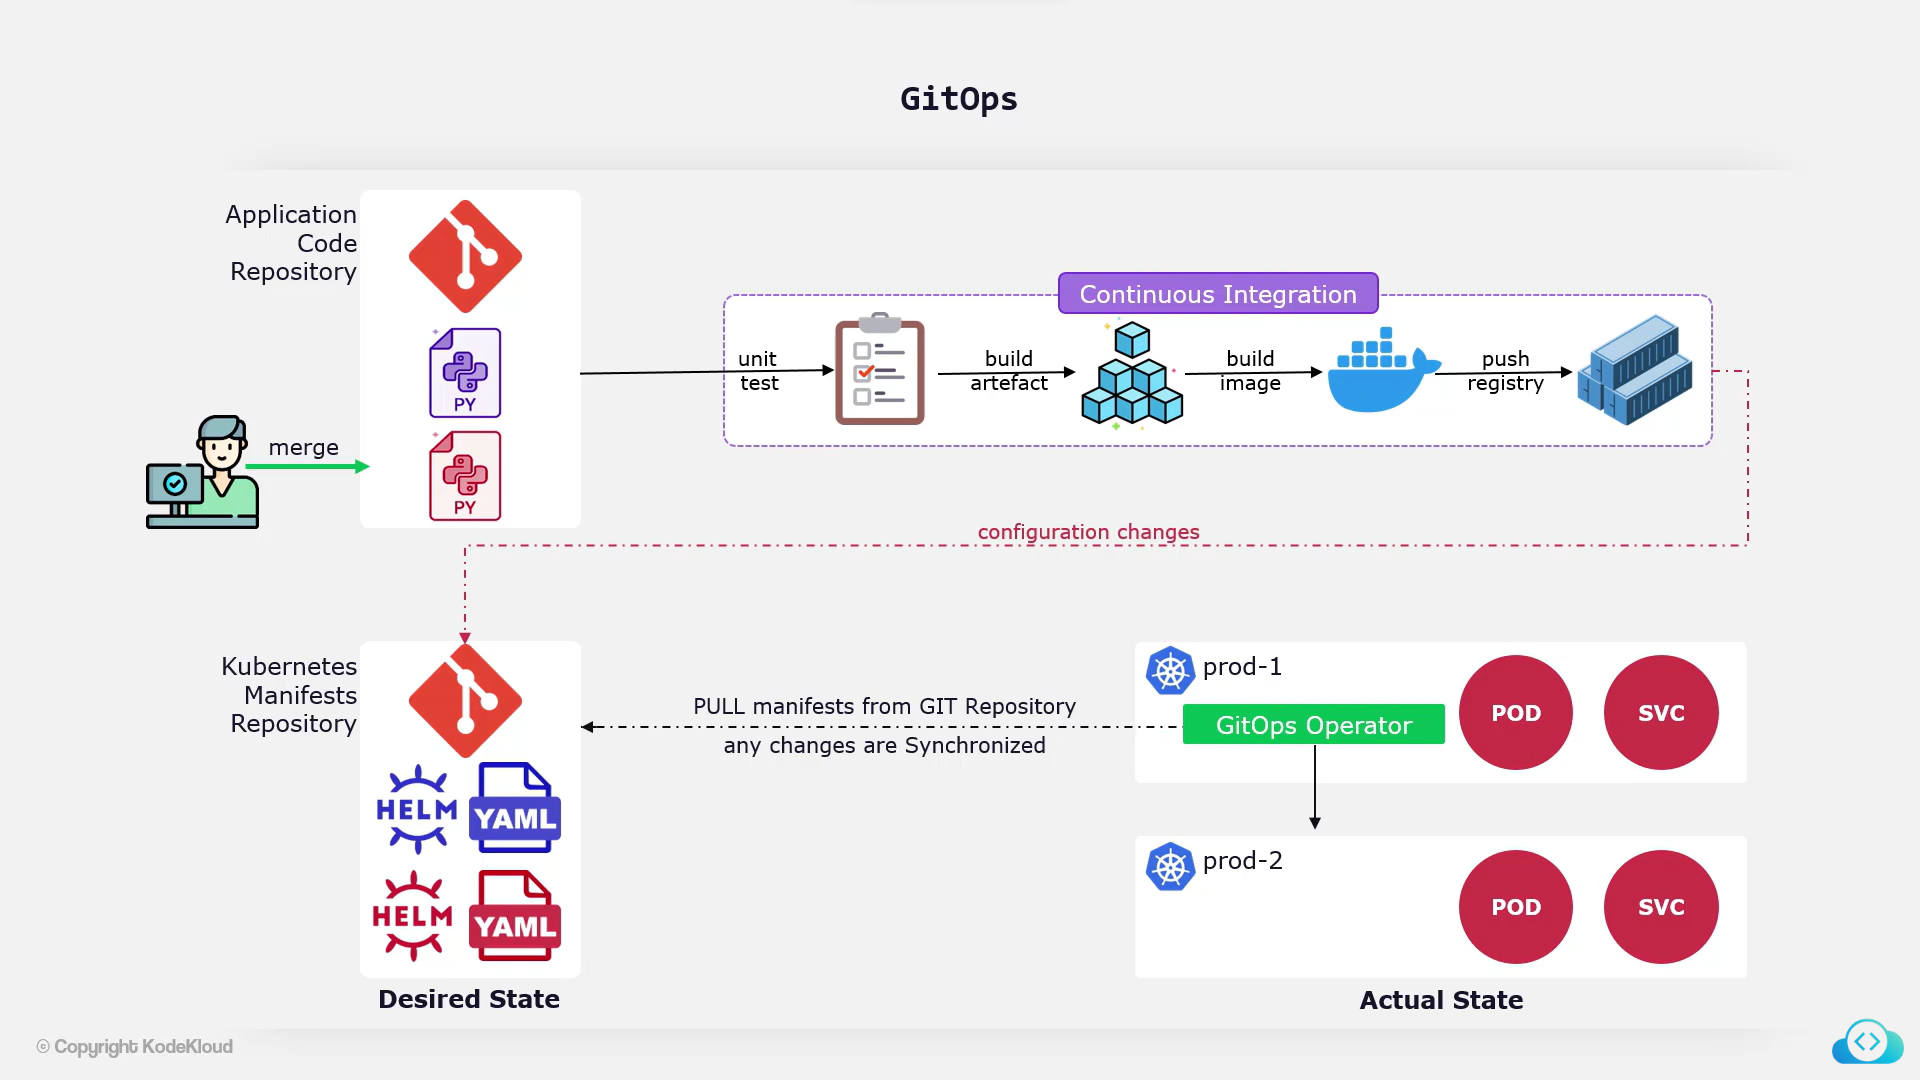 GitOps
Application
Code
Repository
PY
PY
merge
Continuous Integration
unit
test
build
artefact
build
image
push
registry
configuration changes
Kubernetes
Manifests
Repository
HELM
YAML
HELM
YAML
Desired State
PULL manifests from GIT Repository
any changes are Synchronized
prod-1
GitOps Operator
POD
SVC
prod-2
POD
SVC
Actual State
© Copyright KodeKloud